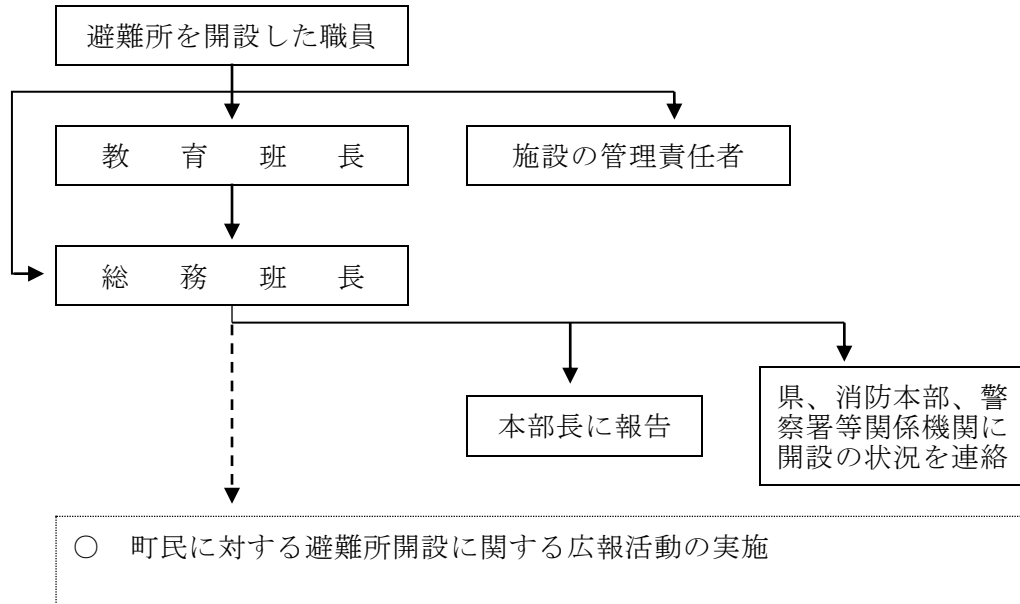 避難所を開設した職員
教　育　班　長
施設の管理責任者
総　務　班　長
本部長に報告
県、消防本部、警
察署等関係機関に
開設の状況を連絡
○　町民に対する避難所開設に関する広報活動の実施